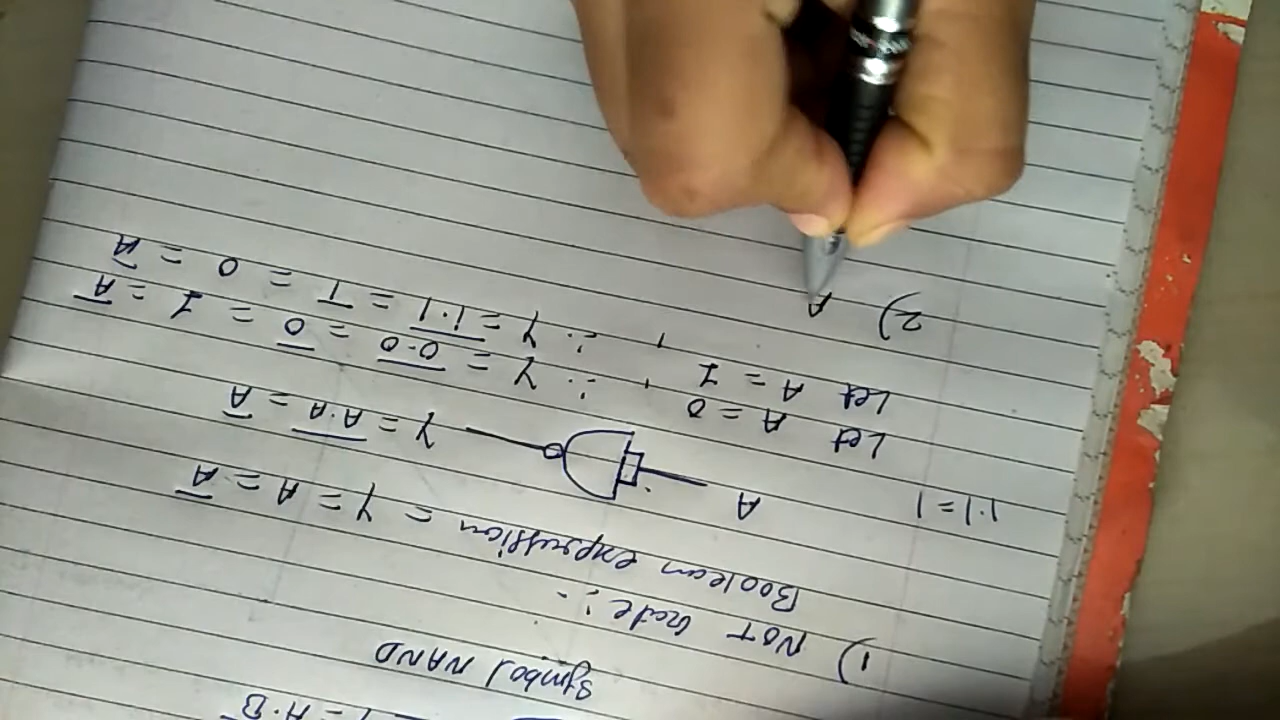 Y = A·B̅
Symbol NAND
1) NOT Gate :-
Boolean expression = Y = A = A̅
A Y = A̅·̅A̅ = A̅
1·1=1
Let A = 0 , ∴ Y = 0̅·̅0̅ = 0̅ = 1 = A̅
Let A = 1 , ∴ Y = 1̅·̅1̅ = 1̅ = 0 = A̅
2) A